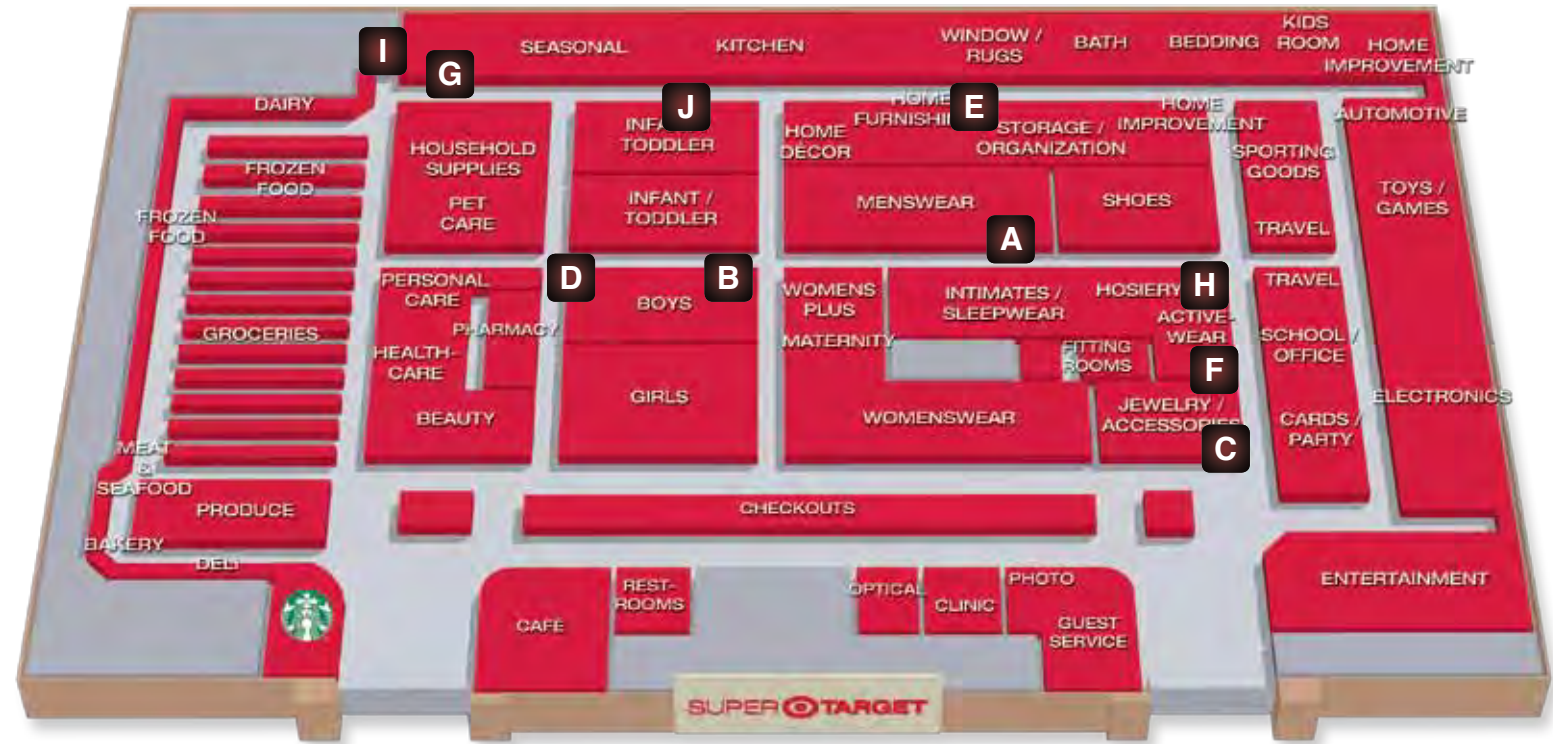 KIDS
ROOM
I
SEASONAL
KITCHEN
WINDOW /
RUGS
BATH
BEDDING
HOME
IMPROVEMENT
G
DAIRY
J
E
HOME
IMPROVEMENT
AUTOMOTIVE
HOUSEHOLD
SUPPLIES
TODDLER
HOME
DÉCOR
STORAGE /
ORGANIZATION
SPORTING
GOODS
FROZEN
FOOD
PET
CARE
INFANT /
TODDLER
MENSWEAR
SHOES
TOYS /
GAMES
FROZEN
FOOD
TRAVEL
A
D
B
H
PERSONAL
CARE
BOYS
WOMENS
PLUS
INTIMATES /
SLEEPWEAR
HOSIERY
TRAVEL
GROCERIES
PHARMACY
MATERNITY
ACTIVE-
WEAR
SCHOOL /
OFFICE
HEALTH-
CARE
FITTING
ROOMS
F
GIRLS
ELECTRONICS
BEAUTY
WOMENSWEAR
JEWELRY /
ACCESSORIES
C
CARDS /
PARTY
MEAT
&
SEAFOOD
PRODUCE
CHECKOUTS
BAKERY
DELI
CAFE
REST-
ROOMS
OPTICAL
CLINIC
PHOTO
GUEST
SERVICE
ENTERTAINMENT
SUPER TARGET